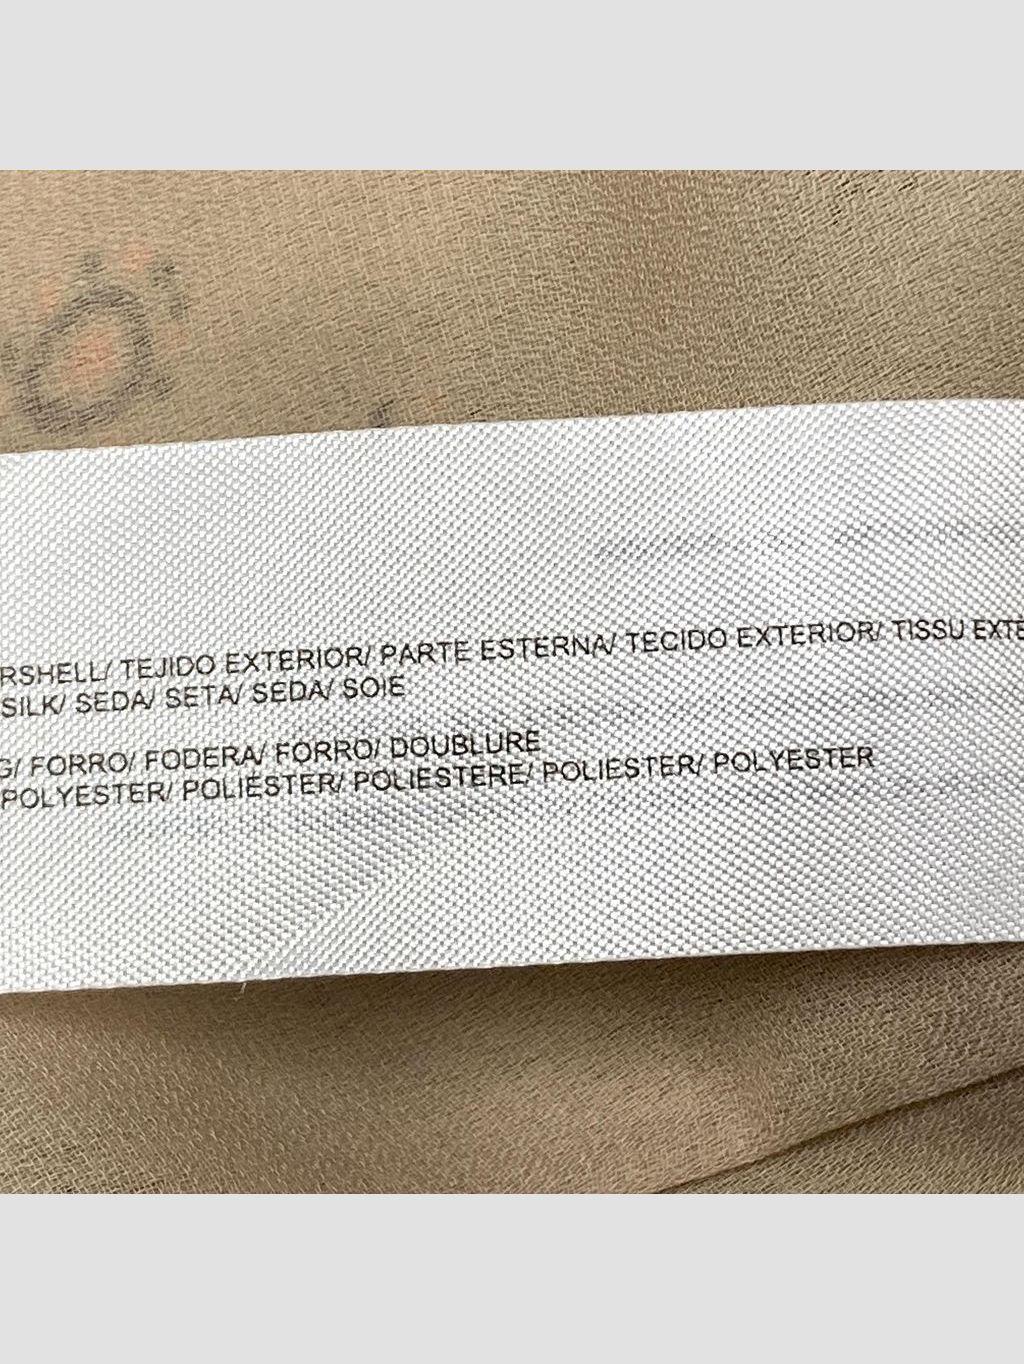 RSHELL/ TEJIDO EXTERIOR/ PARTE ESTERNA/ TECIDO EXTERIOR/ TISSU EXTE
SILK/ SEDA/ SETA/ SEDA/ SOIE
G/ FORRO/ FODERA/ FORRO/ DOUBLURE
POLYESTER/ POLIÉSTER/ POLIESTERE/ POLIESTER/ POLYESTER